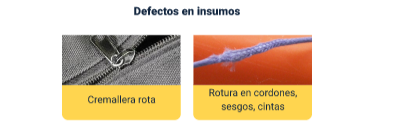 Defectos en insumos
Cremallera rota
Rotura en cordones,
sesgos, cintas